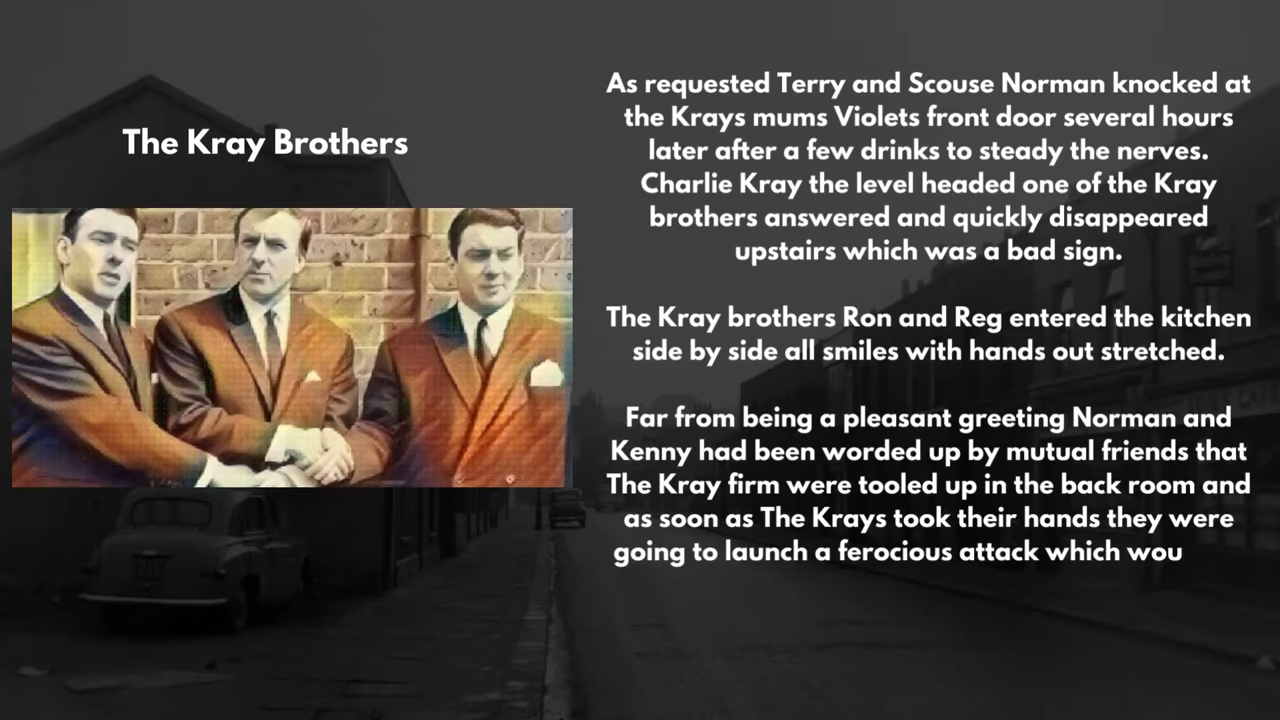 The Kray Brothers
As requested Terry and Scouse Norman knocked at
the Krays mums Violets front door several hours
later after a few drinks to steady the nerves.
Charlie Kray the level headed one of the Kray
brothers answered and quickly disappeared
upstairs which was a bad sign.
The Kray brothers Ron and Reg entered the kitchen
side by side all smiles with hands out stretched.
Far from being a pleasant greeting Norman and
Kenny had been worded up by mutual friends that
The Kray firm were tooled up in the back room and
as soon as The Krays took their hands they were
going to launch a ferocious attack which wou